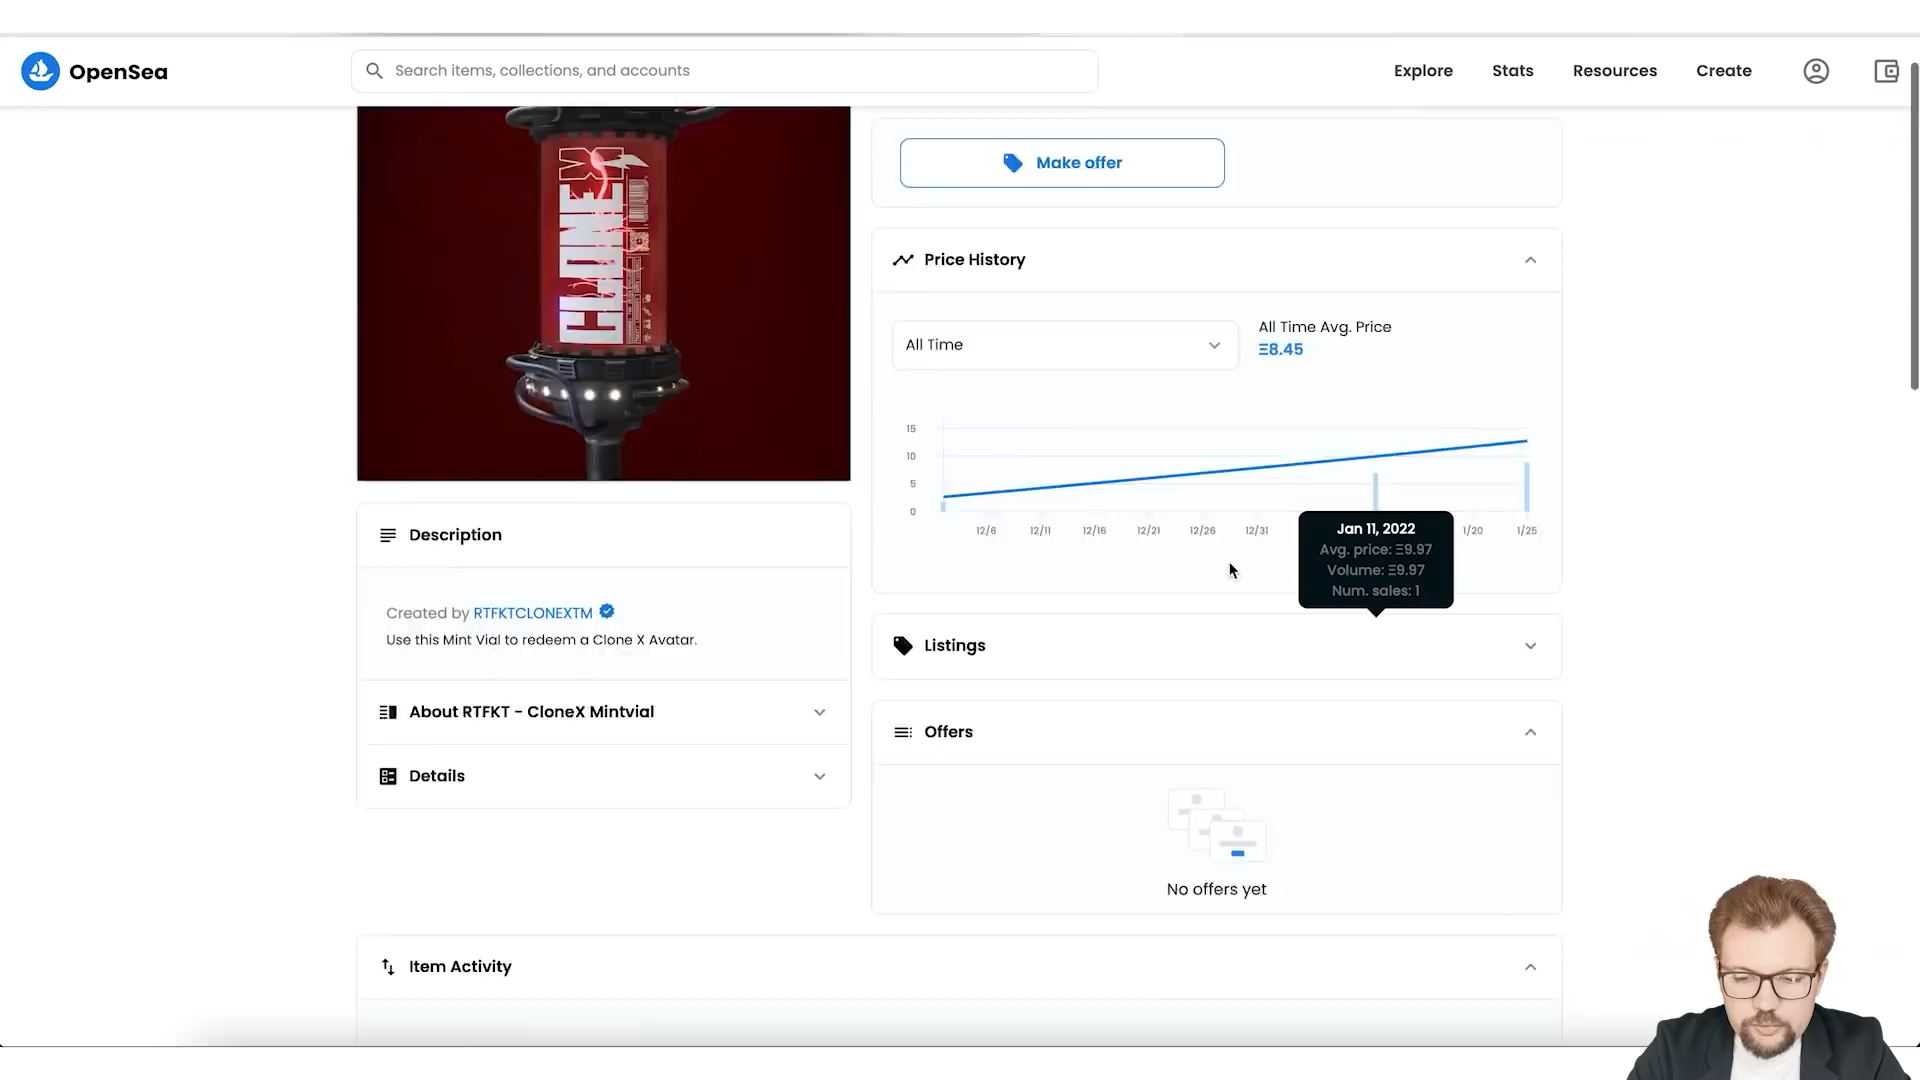 OpenSea
Search items, collections, and accounts
Explore
Stats
Resources
Create
CLONE X
Make offer
Price History
All Time
All Time Avg. Price
Ξ8.45
15
10
5
0
12/6
12/11
12/16
12/21
12/26
12/31
1/20
1/25
Jan 11, 2022
Avg. price: Ξ9.97
Volume: Ξ9.97
Num. sales: 1
Description
Created by RTFKTCLONEXTM
Use this Mint Vial to redeem a Clone X Avatar.
About RTFKT - CloneX Mintvial
Details
Listings
Offers
No offers yet
Item Activity